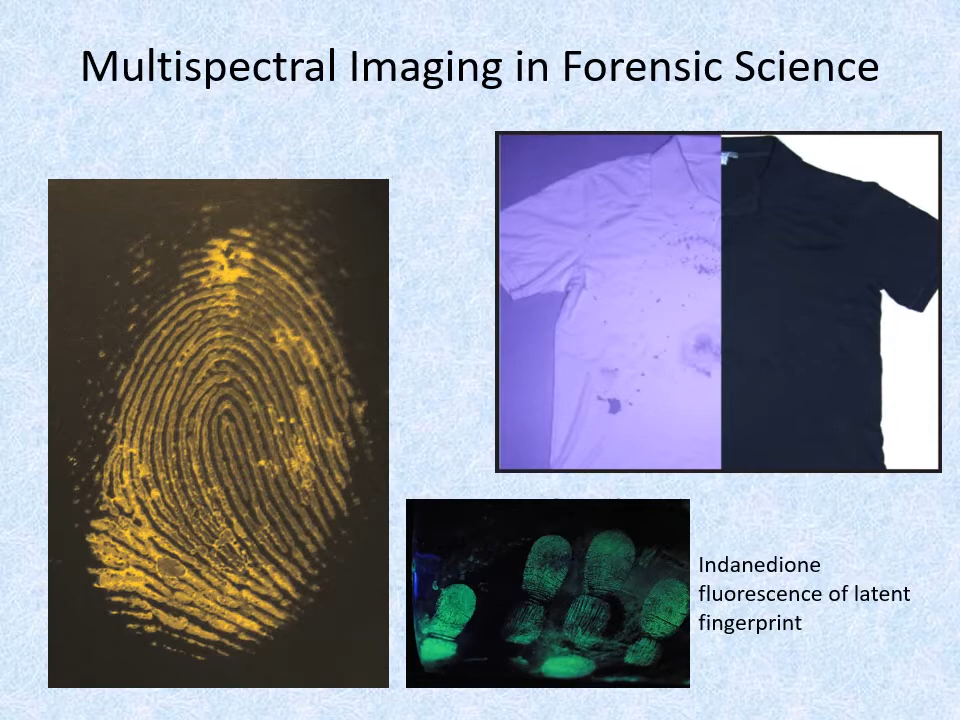 Multispectral Imaging in Forensic Science
Indanedione
fluorescence of latent
fingerprint